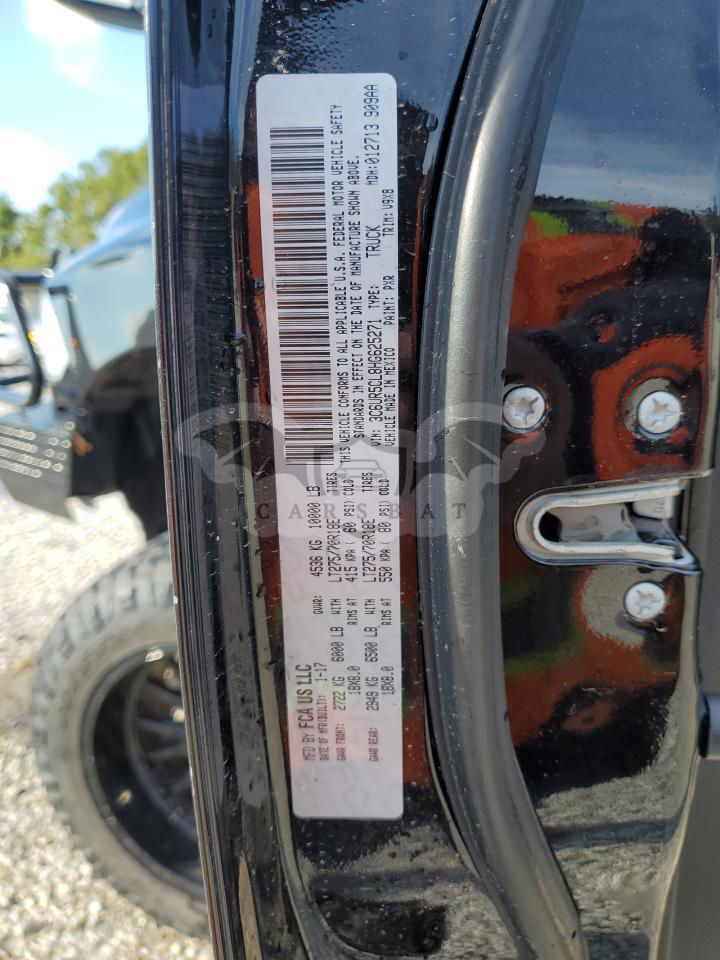 MFD BY FCA US LLC
DATE OF MFR(BUILT): 1-17 GVWR: 4536 KG 10000 LB
GAWR FRONT: 2722 KG 6000 LB WITH LT275/70R18E TIRES
18X8.0 RIMS AT 415 KPA ( 60 PSI) COLD
GAWR REAR: 2949 KG 6500 LB WITH LT275/70R18E TIRES
18X8.0 RIMS AT 550 KPA ( 80 PSI) COLD
THIS VEHICLE CONFORMS TO ALL APPLICABLE U.S.A. FEDERAL MOTOR VEHICLE SAFETY
STANDARDS IN EFFECT ON THE DATE OF MANUFACTURE SHOWN ABOVE.
VIN: 3C6UR5CL8HG625271 TYPE: TRUCK MDH:012713 909AA
VEHICLE MADE IN MEXICO PAINT: PXR TRIM: V9X8
CARSBAT